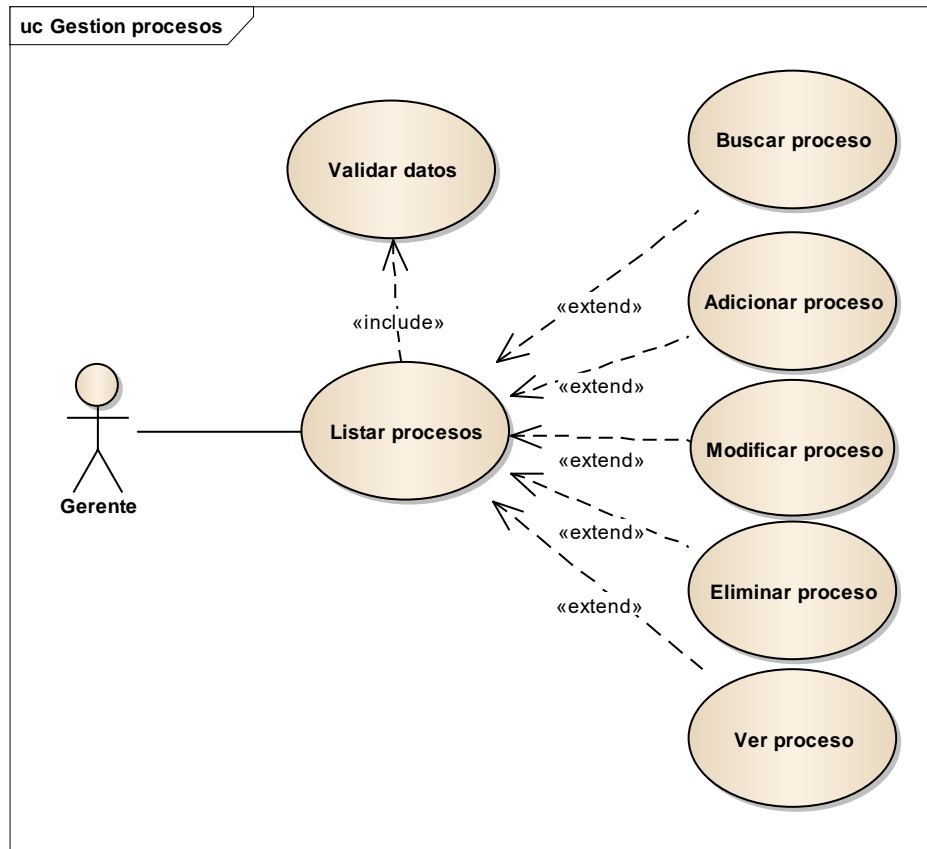 uc Gestion procesos
Validar datos
Buscar proceso
Adicionar proceso
«include»
«extend»
«extend»
Listar procesos
Modificar proceso
«extend»
Gerente
«extend»
Eliminar proceso
«extend»
Ver proceso